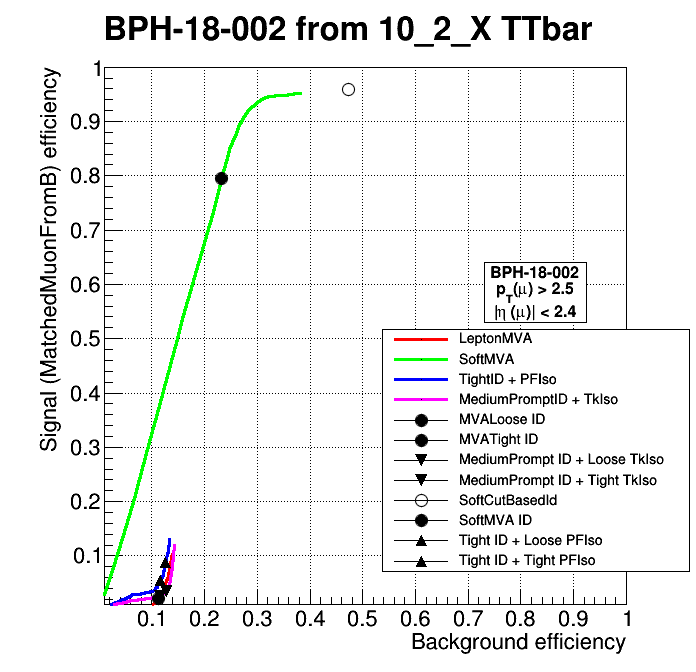 BPH-18-002 from 10_2_X TTbar
Signal (MatchedMuonFromB) efficiency
1
0.9
0.8
0.7
0.6
0.5
0.4
0.3
0.2
0.1
BPH-18-002
pT(μ) > 2.5
|η (μ)| < 2.4
LeptonMVA
SoftMVA
TightID + PFIso
MediumPromptID + TkIso
MVALoose ID
MVATight ID
MediumPrompt ID + Loose TkIso
MediumPrompt ID + Tight TkIso
SoftCutBasedId
SoftMVA ID
Tight ID + Loose PFIso
Tight ID + Tight PFIso
0.1 0.2 0.3 0.4 0.5 0.6 0.7 0.8 0.9 1
Background efficiency